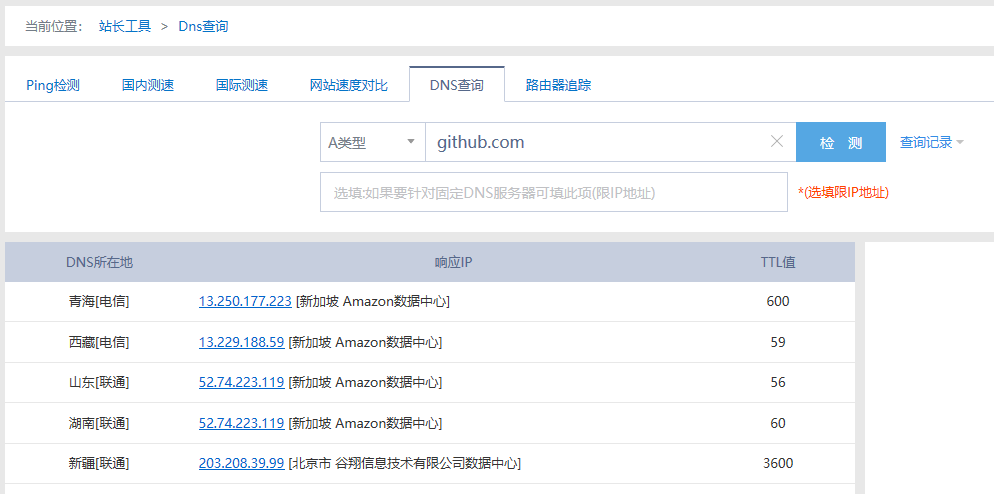 当前位置： 站长工具 > Dns查询
Ping检测 国内测速 国际测速 网站速度对比 DNS查询 路由器追踪
A类型 github.com 检 测 查询记录
选填:如果要针对固定DNS服务器可填此项(限IP地址) *(选填限IP地址)
DNS所在地 响应IP TTL值
青海[电信] 13.250.177.223 [新加坡 Amazon数据中心] 600
西藏[电信] 13.229.188.59 [新加坡 Amazon数据中心] 59
山东[联通] 52.74.223.119 [新加坡 Amazon数据中心] 56
湖南[联通] 52.74.223.119 [新加坡 Amazon数据中心] 60
新疆[联通] 203.208.39.99 [北京市 谷翔信息技术有限公司数据中心] 3600